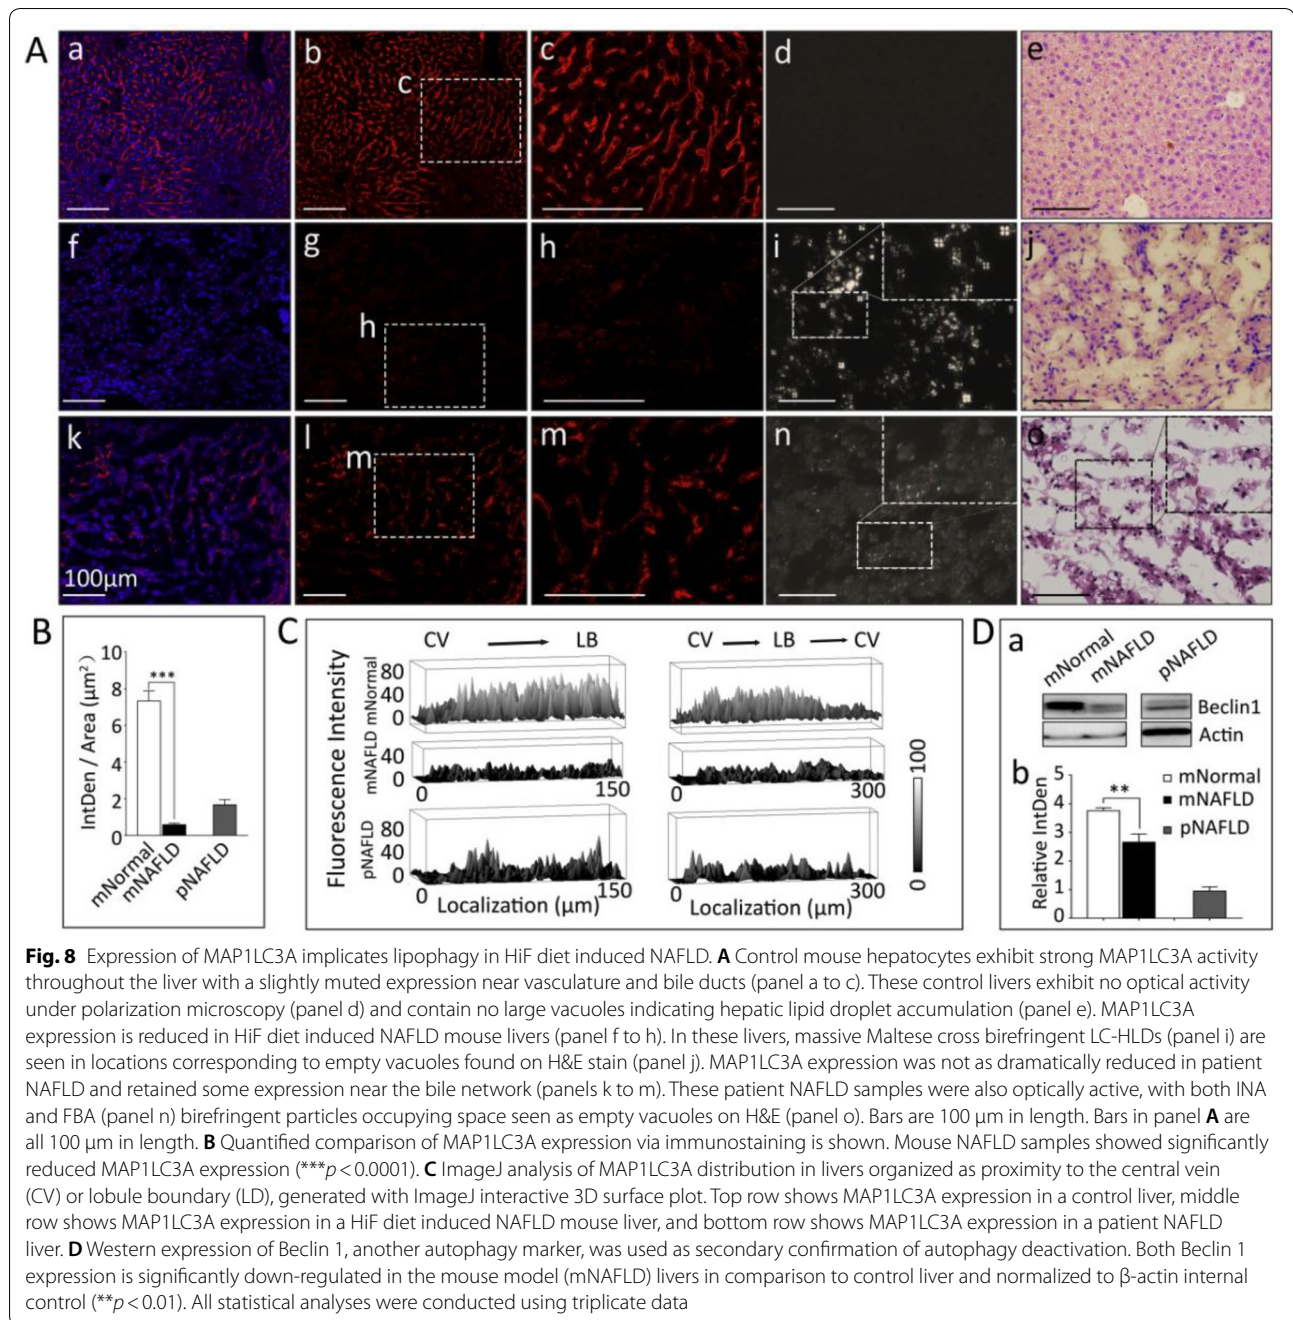 A
a
b
c
c
d
e
f
g
h
h
i
j
k
l
m
m
n
o
100μm
B
IntDen / Area (μm²)
10
8
6
4
2
0
***
mNormal
mNAFLD
pNAFLD
C
CV LB CV LB CV
Fluorescence Intensity
mNormal
80
40
0
mNAFLD
40
0
0 150 0 300
pNAFLD
80
40
0
0 150 0 300
Localization (μm) Localization (μm)
100
0
D
a
mNormal
mNAFLD
pNAFLD
Beclin1
Actin
b
Relative IntDen
5
4
3
2
1
0
**
mNormal
mNAFLD
pNAFLD
Fig. 8 Expression of MAP1LC3A implicates lipophagy in HiF diet induced NAFLD. A Control mouse hepatocytes exhibit strong MAP1LC3A activity
throughout the liver with a slightly muted expression near vasculature and bile ducts (panel a to c). These control livers exhibit no optical activity
under polarization microscopy (panel d) and contain no large vacuoles indicating hepatic lipid droplet accumulation (panel e). MAP1LC3A
expression is reduced in HiF diet induced NAFLD mouse livers (panel f to h). In these livers, massive Maltese cross birefringent LC-HLDs (panel i) are
seen in locations corresponding to empty vacuoles found on H&E stain (panel j). MAP1LC3A expression was not as dramatically reduced in patient
NAFLD and retained some expression near the bile network (panels k to m). These patient NAFLD samples were also optically active, with both INA
and FBA (panel n) birefringent particles occupying space seen as empty vacuoles on H&E (panel o). Bars are 100 μm in length. Bars in panel A are
all 100 μm in length. B Quantified comparison of MAP1LC3A expression via immunostaining is shown. Mouse NAFLD samples showed significantly
reduced MAP1LC3A expression (***p < 0.0001). C ImageJ analysis of MAP1LC3A distribution in livers organized as proximity to the central vein
(CV) or lobule boundary (LD), generated with ImageJ interactive 3D surface plot. Top row shows MAP1LC3A expression in a control liver, middle
row shows MAP1LC3A expression in a HiF diet induced NAFLD mouse liver, and bottom row shows MAP1LC3A expression in a patient NAFLD
liver. D Western expression of Beclin 1, another autophagy marker, was used as secondary confirmation of autophagy deactivation. Both Beclin 1
expression is significantly down-regulated in the mouse model (mNAFLD) livers in comparison to control liver and normalized to β-actin internal
control (**p < 0.01). All statistical analyses were conducted using triplicate data